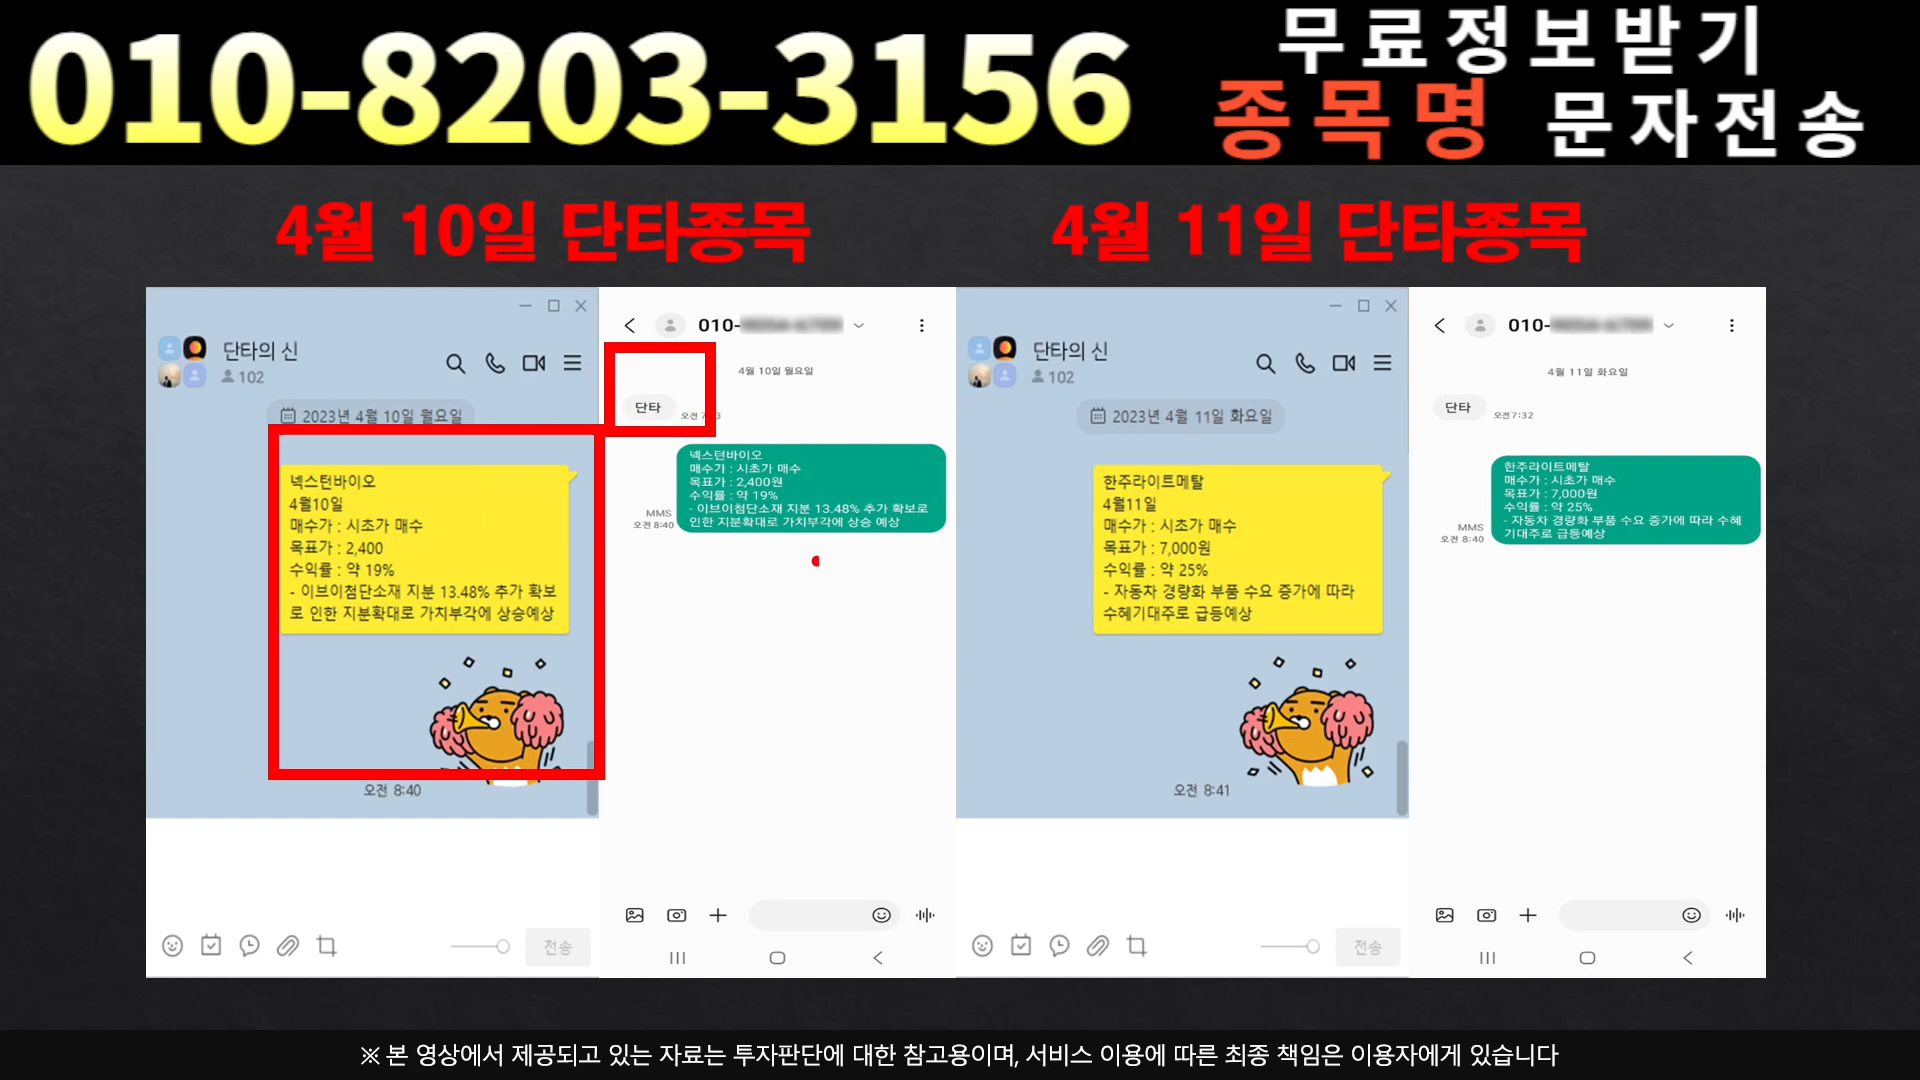 010-8203-3156
무료정보받기
종목명 문자전송
4월 10일 단타종목
4월 11일 단타종목
단타의 신
102
2023년 4월 10일 월요일
넥스턴바이오
4월10일
매수가 : 시초가 매수
목표가 : 2,400
수익률 : 약 19%
- 이브이첨단소재 지분 13.48% 추가 확보
로 인한 지분확대로 가치부각에 상승예상
오전 8:40
전송
010-
4월 10일 월요일
단타
오전
넥스턴바이오
매수가 : 시초가 매수
목표가 : 2,400원
수익률 : 약 19%
- 이브이첨단소재 지분 13.48% 추가 확보로
인한 지분확대로 가치부각에 상승 예상
MMS
오전 8:40
단타의 신
102
2023년 4월 11일 화요일
한주라이트메탈
4월11일
매수가 : 시초가 매수
목표가 : 7,000원
수익률 : 약 25%
- 자동차 경량화 부품 수요 증가에 따라
수혜기대주로 급등예상
오전 8:41
전송
010-
4월 11일 화요일
단타
오전 7:32
한주라이트메탈
매수가 : 시초가 매수
목표가 : 7,000원
수익률 : 약 25%
- 자동차 경량화 부품 수요 증가에 따라 수혜
기대주로 급등예상
MMS
오전 8:40
※ 본 영상에서 제공되고 있는 자료는 투자판단에 대한 참고용이며, 서비스 이용에 따른 최종 책임은 이용자에게 있습니다